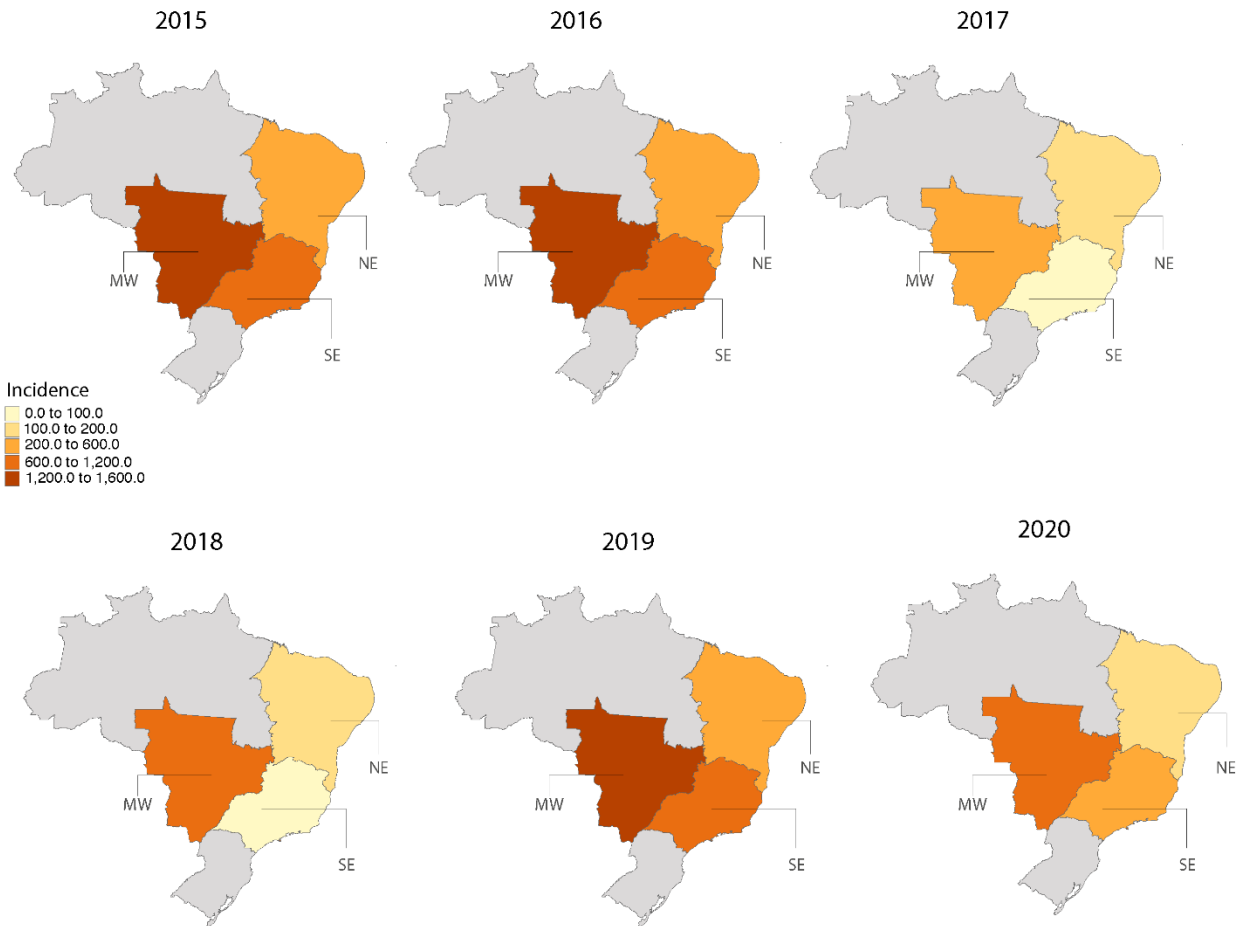 2015
2016
2017
NE
MW
SE
NE
MW
SE
NE
MW
SE
Incidence
0.0 to 100.0
100.0 to 200.0
200.0 to 600.0
600.0 to 1,200.0
1,200.0 to 1,600.0
2018
2019
2020
NE
MW
SE
NE
MW
SE
NE
MW
SE